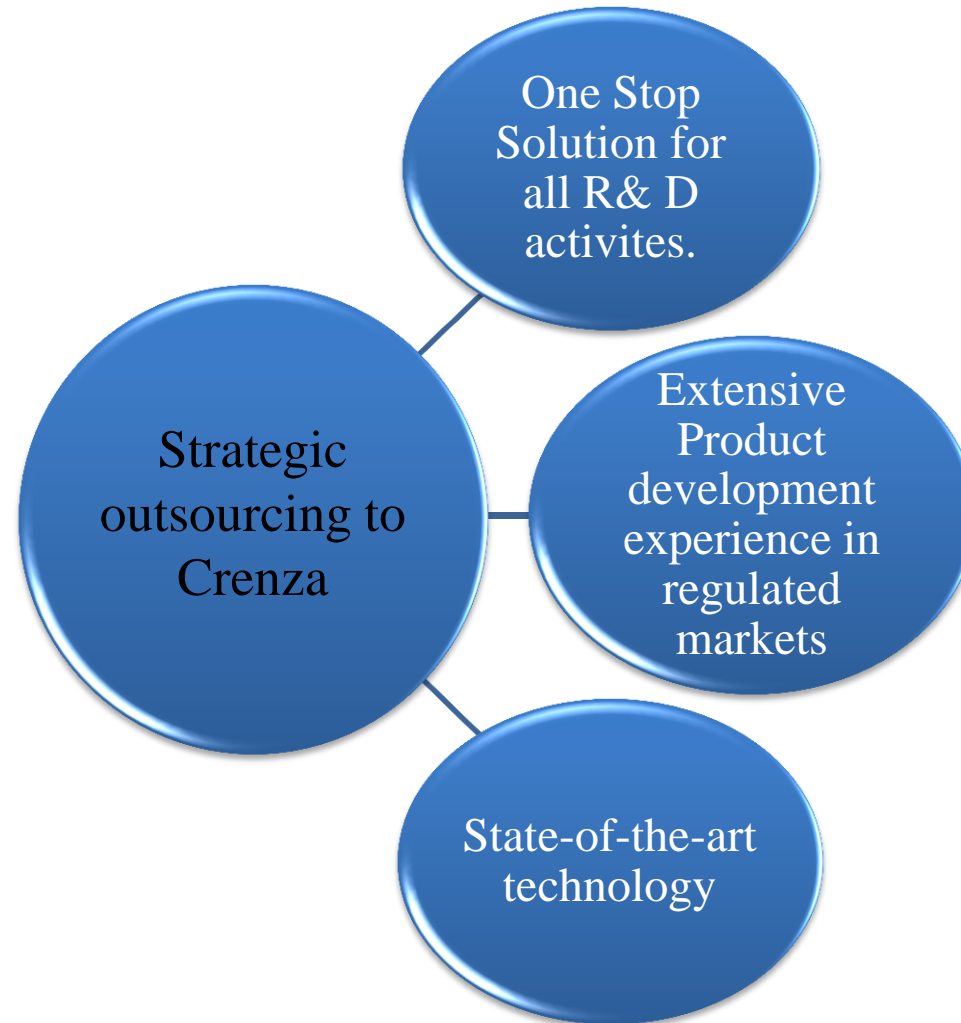 One Stop
Solution for
all R& D
activites.
Strategic
outsourcing to
Crenza
Extensive
Product
development
experience in
regulated
markets
State-of-the-art
technology